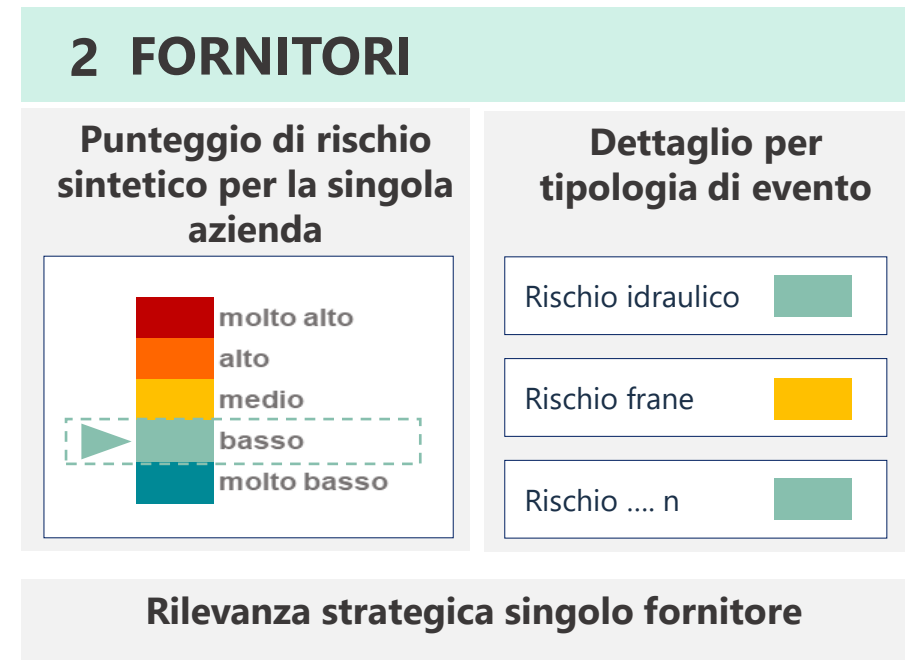 2 FORNITORI
Punteggio di rischio
sintetico per la singola
azienda
molto alto
alto
medio
basso
molto basso
Dettaglio per
tipologia di evento
Rischio idraulico
Rischio frane
Rischio .... n
Rilevanza strategica singolo fornitore